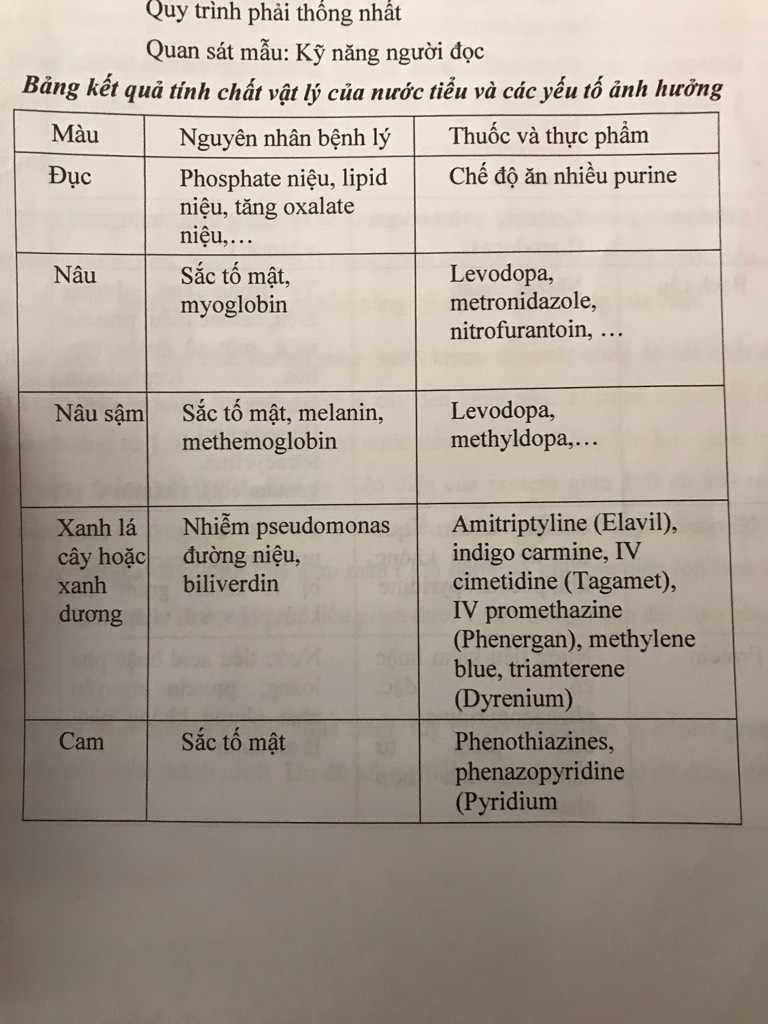 Quy trình phải thống nhất
Quan sát mẫu: Kỹ năng người đọc
Bảng kết quả tính chất vật lý của nước tiểu và các yếu tố ảnh hưởng
Màu
Nguyên nhân bệnh lý
Thuốc và thực phẩm
Đục
Phosphate niệu, lipid
niệu, tăng oxalate
niệu,…
Chế độ ăn nhiều purine
Nâu
Sắc tố mật,
myoglobin
Levodopa,
metronidazole,
nitrofurantoin, …
Nâu sậm
Sắc tố mật, melanin,
methemoglobin
Levodopa,
methyldopa,…
Xanh lá
cây hoặc
xanh
dương
Nhiễm pseudomonas
đường niệu,
biliverdin
Amitriptyline (Elavil),
indigo carmine, IV
cimetidine (Tagamet),
IV promethazine
(Phenergan), methylene
blue, triamterene
(Dyrenium)
Cam
Sắc tố mật
Phenothiazines,
phenazopyridine
(Pyridium